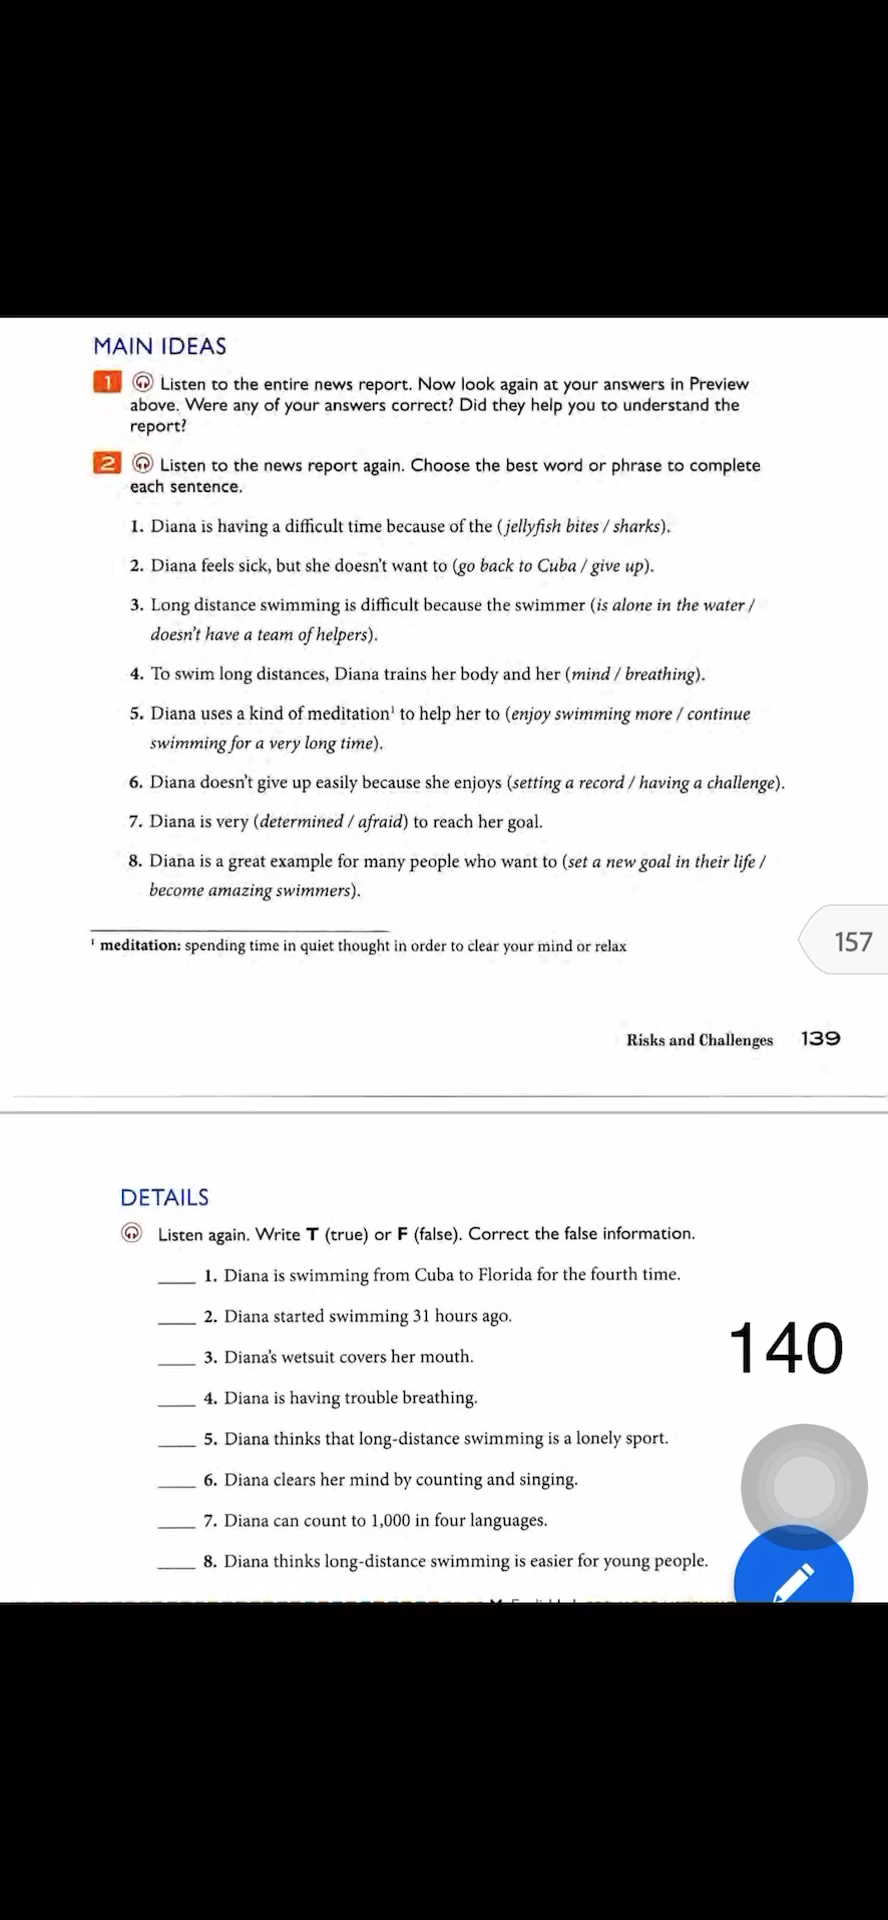 MAIN IDEAS
1 Listen to the entire news report. Now look again at your answers in Preview
above. Were any of your answers correct? Did they help you to understand the
report?
2 Listen to the news report again. Choose the best word or phrase to complete
each sentence.
1. Diana is having a difficult time because of the (jellyfish bites / sharks).
2. Diana feels sick, but she doesn't want to (go back to Cuba / give up).
3. Long distance swimming is difficult because the swimmer (is alone in the water /
doesn't have a team of helpers).
4. To swim long distances, Diana trains her body and her (mind / breathing).
5. Diana uses a kind of meditation¹ to help her to (enjoy swimming more / continue
swimming for a very long time).
6. Diana doesn't give up easily because she enjoys (setting a record / having a challenge).
7. Diana is very (determined / afraid) to reach her goal.
8. Diana is a great example for many people who want to (set a new goal in their life /
become amazing swimmers).
¹ meditation: spending time in quiet thought in order to clear your mind or relax
157
Risks and Challenges 139
DETAILS
Listen again. Write T (true) or F (false). Correct the false information.
____ 1. Diana is swimming from Cuba to Florida for the fourth time.
____ 2. Diana started swimming 31 hours ago.
____ 3. Diana's wetsuit covers her mouth.
140
____ 4. Diana is having trouble breathing.
____ 5. Diana thinks that long-distance swimming is a lonely sport.
____ 6. Diana clears her mind by counting and singing.
____ 7. Diana can count to 1,000 in four languages.
____ 8. Diana thinks long-distance swimming is easier for young people.